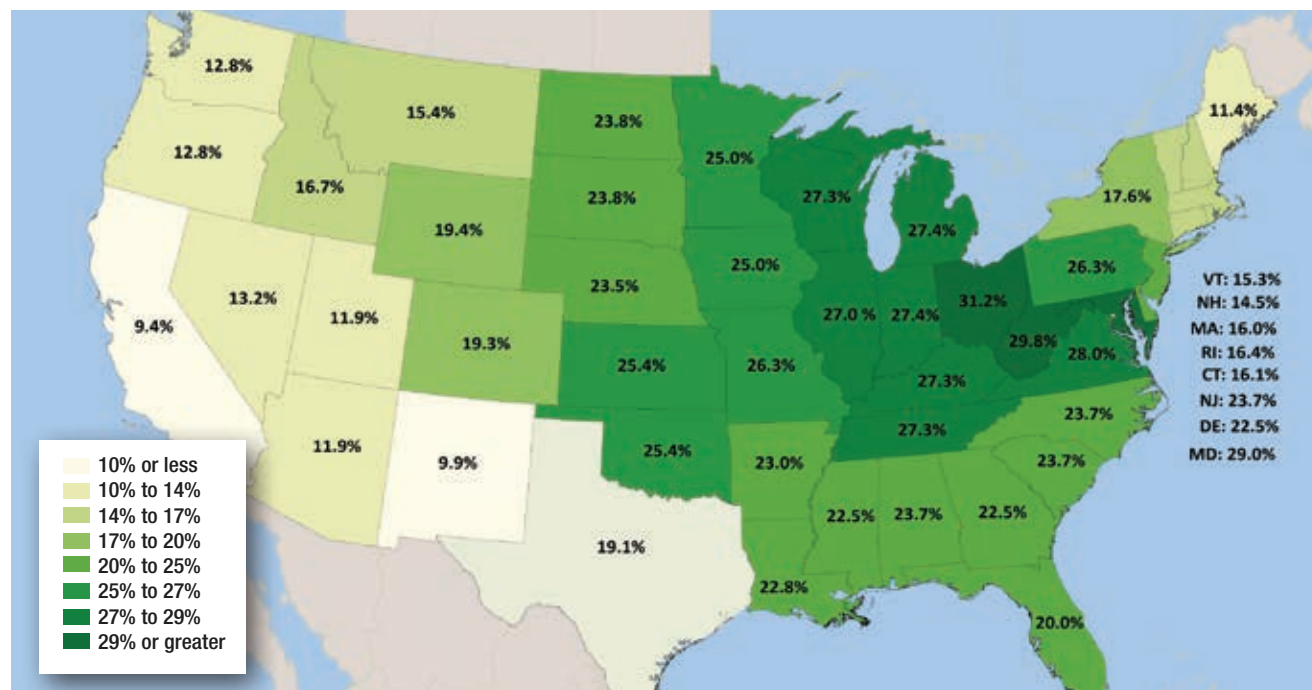 12.8%
12.8%
15.4%
16.7%
19.4%
13.2%
11.9%
9.4%
19.3%
11.9%
9.9%
23.8%
23.8%
23.5%
25.4%
25.4%
19.1%
25.0%
25.0%
26.3%
23.0%
22.8%
27.3%
27.4%
27.0 %
27.4%
31.2%
29.8%
28.0%
27.3%
27.3%
26.3%
17.6%
11.4%
23.7%
23.7%
22.5%
23.7%
22.5%
20.0%
VT: 15.3%
NH: 14.5%
MA: 16.0%
RI: 16.4%
CT: 16.1%
NJ: 23.7%
DE: 22.5%
MD: 29.0%
10% or less
10% to 14%
14% to 17%
17% to 20%
20% to 25%
25% to 27%
27% to 29%
29% or greater